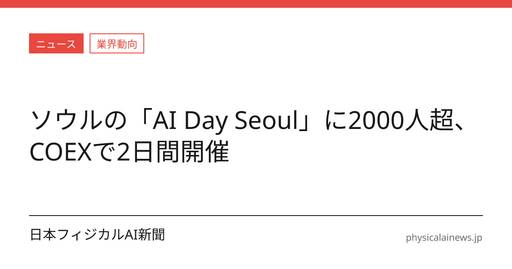 ニュース 業界動向
ソウルの「AI Day Seoul」に2000人超、
COEXで2日間開催
日本フィジカルAI新聞
physicalainews.jp